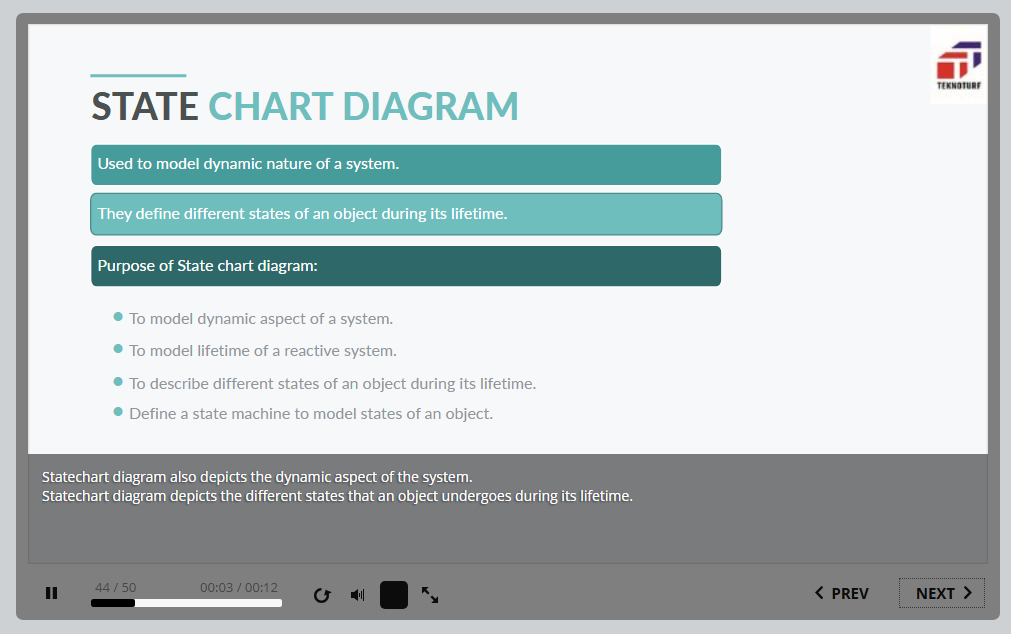 TEKNOTURF
STATE CHART DIAGRAM
Used to model dynamic nature of a system.
They define different states of an object during its lifetime.
Purpose of State chart diagram:
To model dynamic aspect of a system.
To model lifetime of a reactive system.
To describe different states of an object during its lifetime.
Define a state machine to model states of an object.
Statechart diagram also depicts the dynamic aspect of the system.
Statechart diagram depicts the different states that an object undergoes during its lifetime.
44 / 50 00:03 / 00:12
PREV NEXT